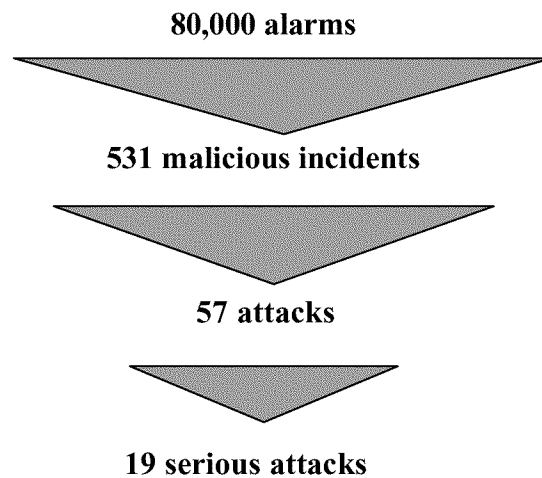 80,000 alarms
531 malicious incidents
57 attacks
19 serious attacks